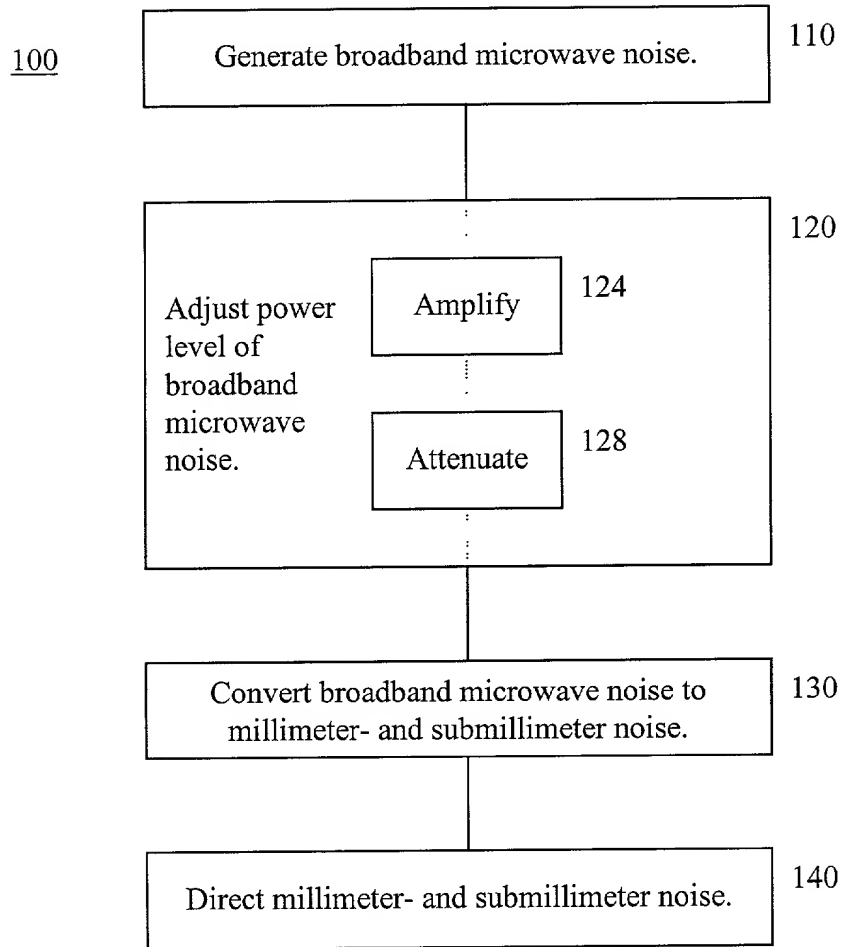 100
Generate broadband microwave noise.
110
120
Adjust power
level of
broadband
microwave
noise.
Amplify
124
Attenuate
128
Convert broadband microwave noise to
millimeter- and submillimeter noise.
130
Direct millimeter- and submillimeter noise.
140